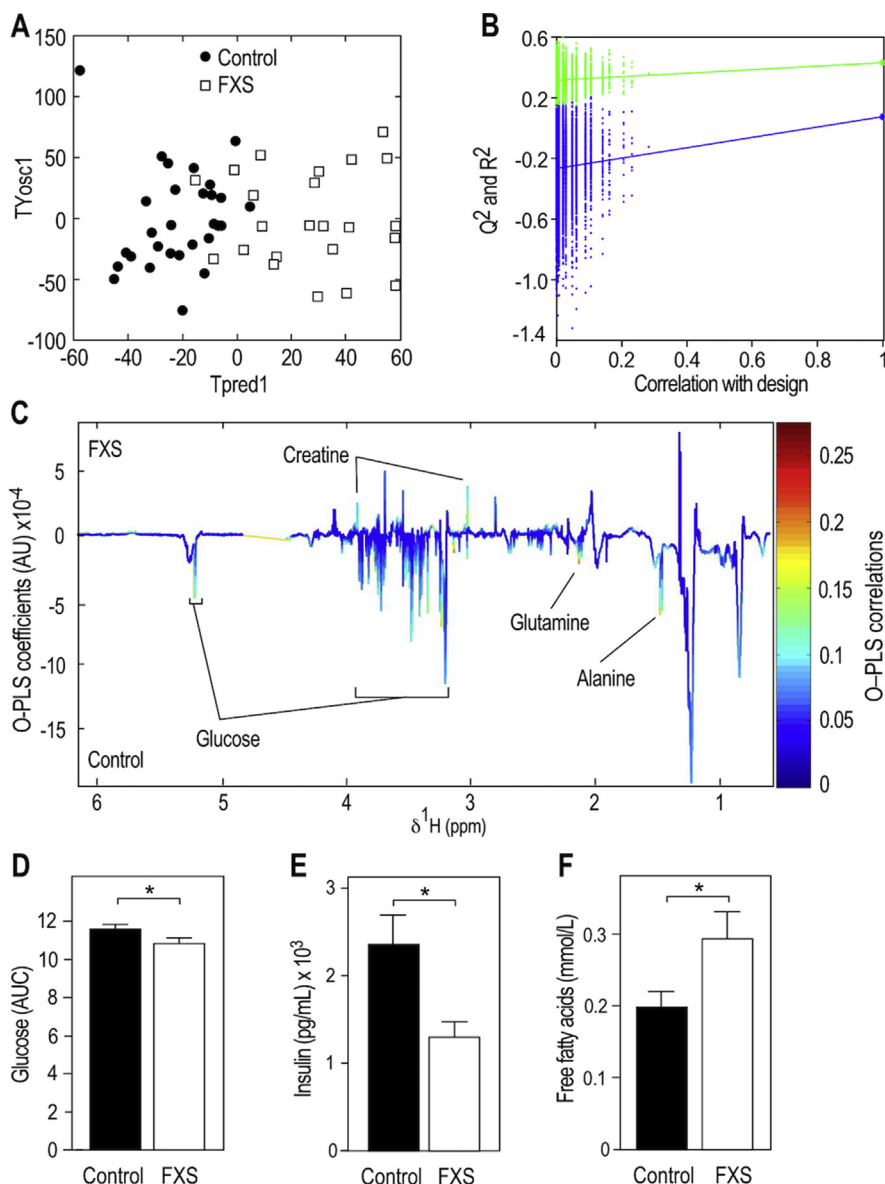 A
150
100
50
0
-50
-100
TYosc1
Control
FXS
-60 -40 -20 0 20 40 60
Tpred1
B
0.6
0.2
-0.2
-0.6
-1.0
-1.4
Q² and R²
0 0.2 0.4 0.6 0.8 1
Correlation with design
C
FXS
5
0
-5
-10
-15
O-PLS coefficients (AU) x10⁻⁴
Creatine
Glucose
Glutamine
Alanine
Control
6 5 4 3 2 1
δ¹H (ppm)
0.25
0.20
0.15
0.10
0.05
0
O–PLS correlations
D
12
10
8
6
4
2
0
Glucose (AUC)
*
Control FXS
E
3
2
1
0
Insulin (pg/mL) x 10³
*
Control FXS
F
0.3
0.2
0.1
0
Free fatty acids (mmol/L)
*
Control FXS